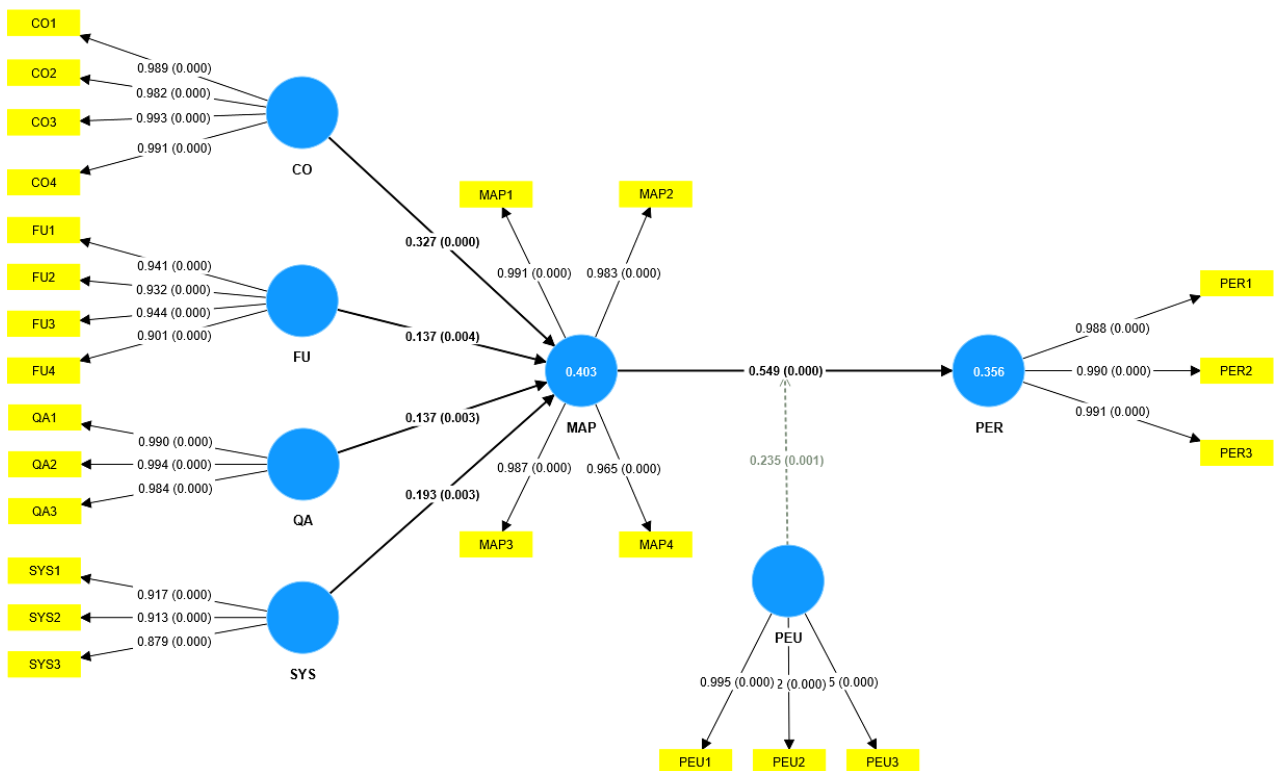 CO1
0.989 (0.000)
CO2
0.982 (0.000)
CO3
0.993 (0.000)
0.991 (0.000)
CO4
CO
FU1
0.941 (0.000)
FU2
0.932 (0.000)
FU3
0.944 (0.000)
0.901 (0.000)
FU4
FU
QA1
0.990 (0.000)
QA2
0.994 (0.000)
0.984 (0.000)
QA3
QA
SYS1
0.917 (0.000)
SYS2
0.913 (0.000)
0.879 (0.000)
SYS3
SYS
0.327 (0.000)
0.137 (0.004)
0.137 (0.003)
0.193 (0.003)
MAP1
MAP2
0.991 (0.000)
0.983 (0.000)
0.403
MAP
0.987 (0.000)
0.965 (0.000)
MAP3
MAP4
0.549 (0.000)
0.235 (0.001)
PEU
0.995 (0.000)
2 (0.000)
5 (0.000)
PEU1
PEU2
PEU3
0.356
PER
PER1
0.988 (0.000)
0.990 (0.000)
PER2
0.991 (0.000)
PER3